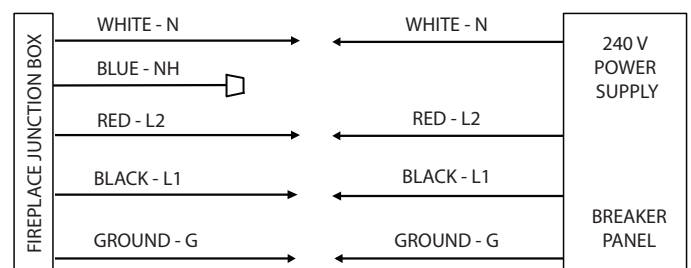 FIREPLACE JUNCTION BOX
WHITE - N
BLUE - NH
RED - L2
BLACK - L1
GROUND - G
WHITE - N
RED - L2
BLACK - L1
GROUND - G
240 V
POWER
SUPPLY
BREAKER
PANEL